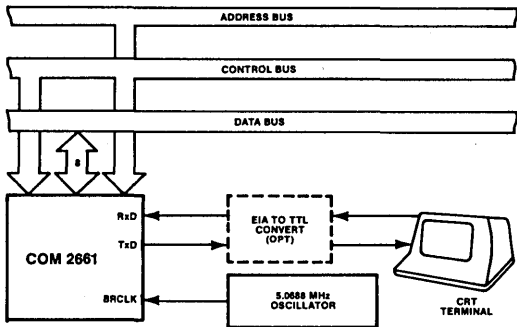 ADDRESS BUS
CONTROL BUS
DATA BUS
8
RxD
EIA TO TTL
CONVERT
(OPT)
TxD
COM 2661
BRCLK
5.0688 MHz
OSCILLATOR
CRT
TERMINAL